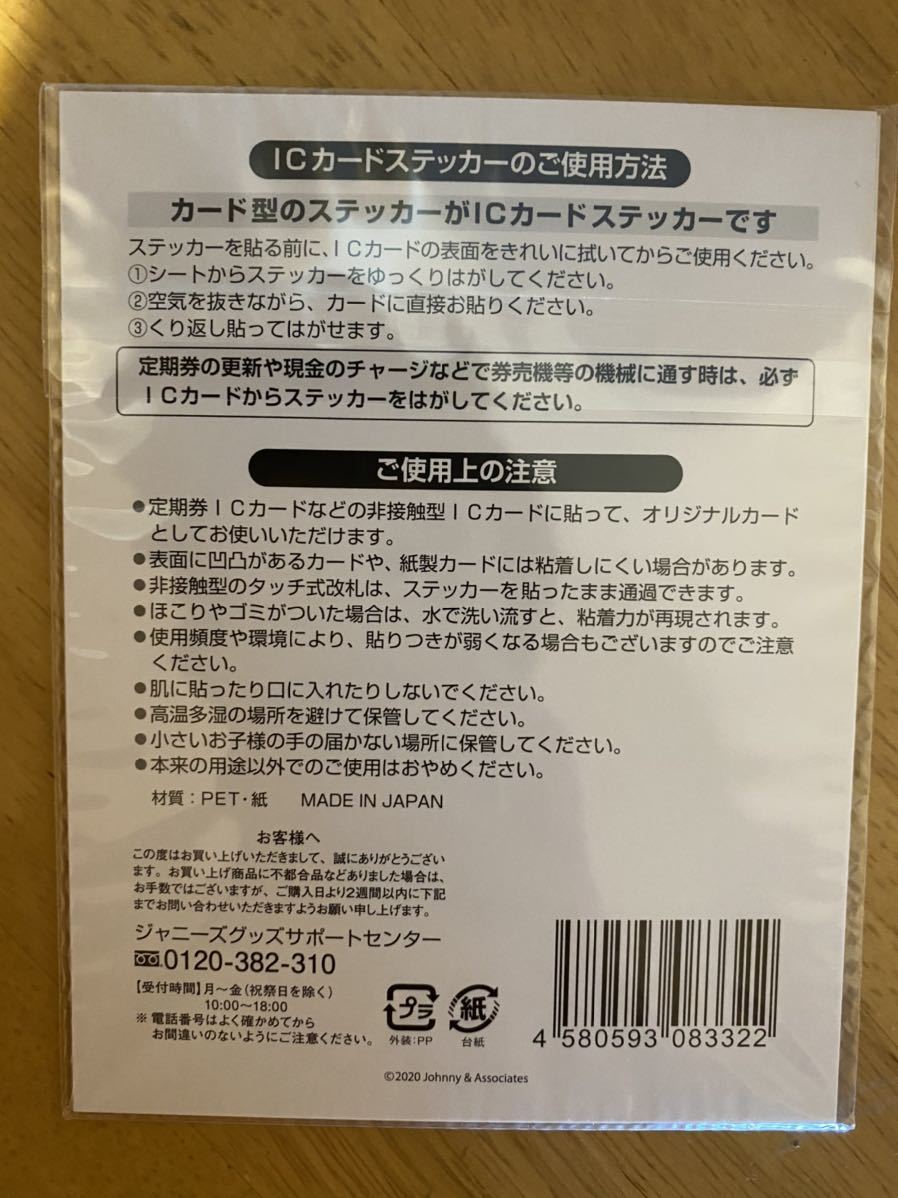 ICカードステッカーのご使用方法
カード型のステッカーがICカードステッカーです
ステッカーを貼る前に、ICカードの表面をきれいに拭いてからご使用ください。
①シートからステッカーをゆっくりはがしてください。
②空気を抜きながら、カードに直接お貼りください。
③くり返し貼ってはがせます。
定期券の更新や現金のチャージなどで券売機等の機械に通す時は、必ず
ICカードからステッカーをはがしてください。
ご使用上の注意
●定期券ICカードなどの非接触型ICカードに貼って、オリジナルカード
としてお使いいただけます。
●表面に凹凸があるカードや、紙製カードには粘着しにくい場合があります。
●非接触型のタッチ式改札は、ステッカーを貼ったまま通過できます。
●ほこりやゴミがついた場合は、水で洗い流すと、粘着力が再現されます。
●使用頻度や環境により、貼りつきが弱くなる場合もございますのでご注意
ください。
●肌に貼ったり口に入れたりしないでください。
●高温多湿の場所を避けて保管してください。
●小さいお子様の手の届かない場所に保管してください。
●本来の用途以外でのご使用はおやめください。
材質：PET・紙 MADE IN JAPAN
お客様へ
この度はお買い上げいただきまして、誠にありがとうござい
ます。お買い上げ商品に不都合品などありました場合は、
お手数ではございますが、ご購入日より2週間以内に下記
までお問い合わせいただきますようお願い申し上げます。
ジャニーズグッズサポートセンター
0120-382-310
【受付時間】月～金（祝祭日を除く）
10:00～18:00
※電話番号はよく確かめてから
お間違いのないようにご注意ください。
プラ
外装：PP
紙
台紙
4 580593 083322
©2020 Johnny & Associates